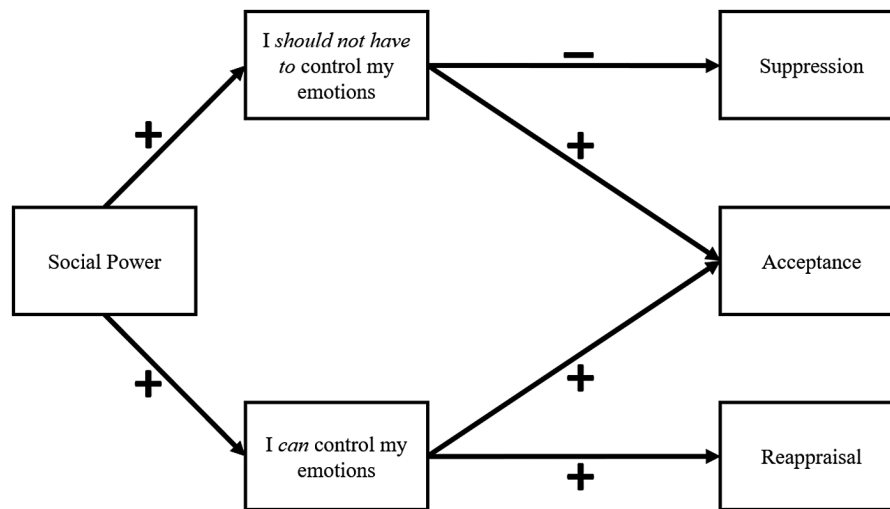 I should not have
to control my
emotions
−
Suppression
+
+
Social Power
Acceptance
+
+
I can control my
emotions
+
Reappraisal